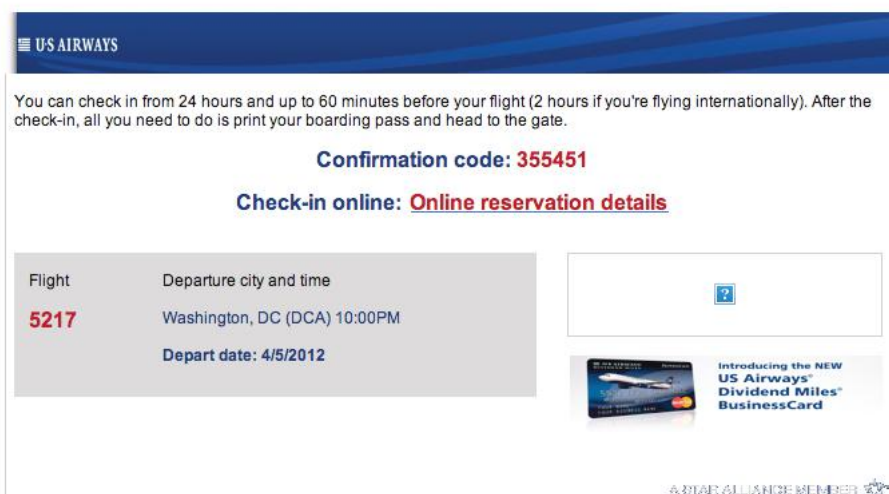 U·S AIRWAYS
You can check in from 24 hours and up to 60 minutes before your flight (2 hours if you're flying internationally). After the
check-in, all you need to do is print your boarding pass and head to the gate.
Confirmation code: 355451
Check-in online: Online reservation details
Flight
Departure city and time
5217
Washington, DC (DCA) 10:00PM
Depart date: 4/5/2012
?
Introducing the NEW
US Airways®
Dividend Miles®
BusinessCard
A STAR ALLIANCE MEMBER